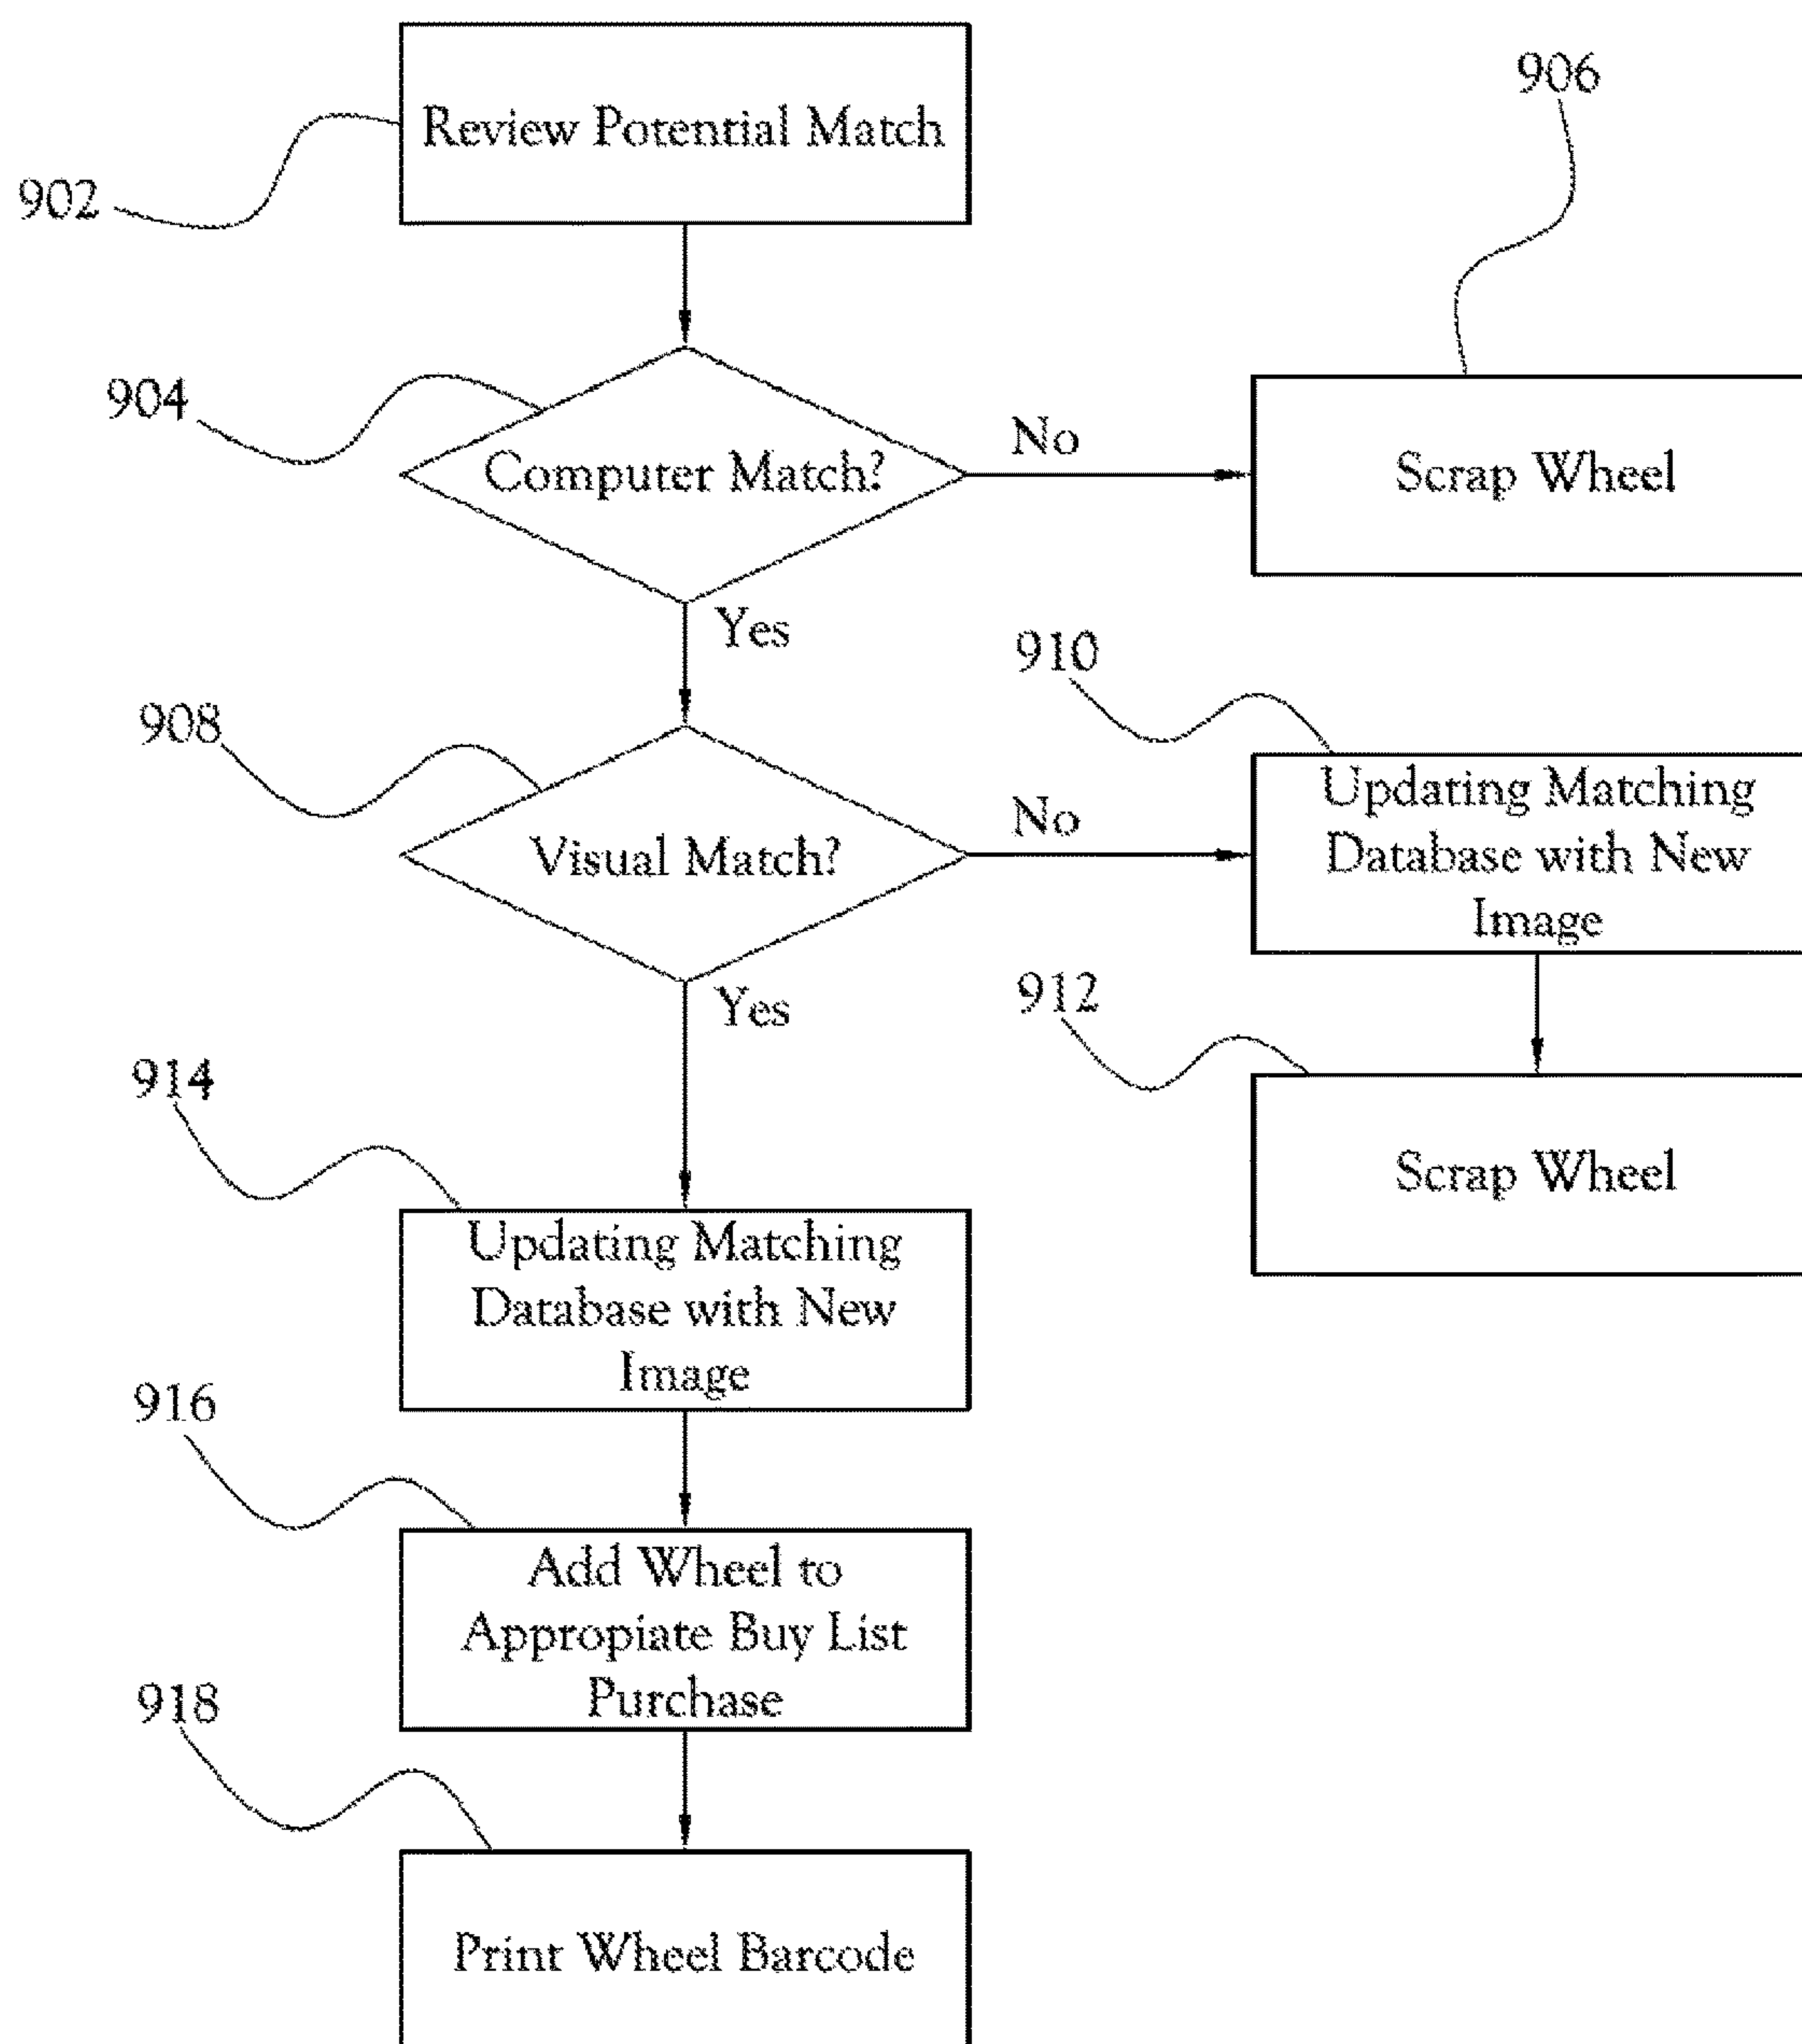 Review Potential Match
902
906
904
Computer Match?
No
Scrap Wheel
Yes
908
910
Visual Match?
No
Updating Matching
Database with New
Image
Yes
912
Scrap Wheel
914
Updating Matching
Database with New
Image
916
Add Wheel to
Appropiate Buy List
Purchase
918
Print Wheel Barcode